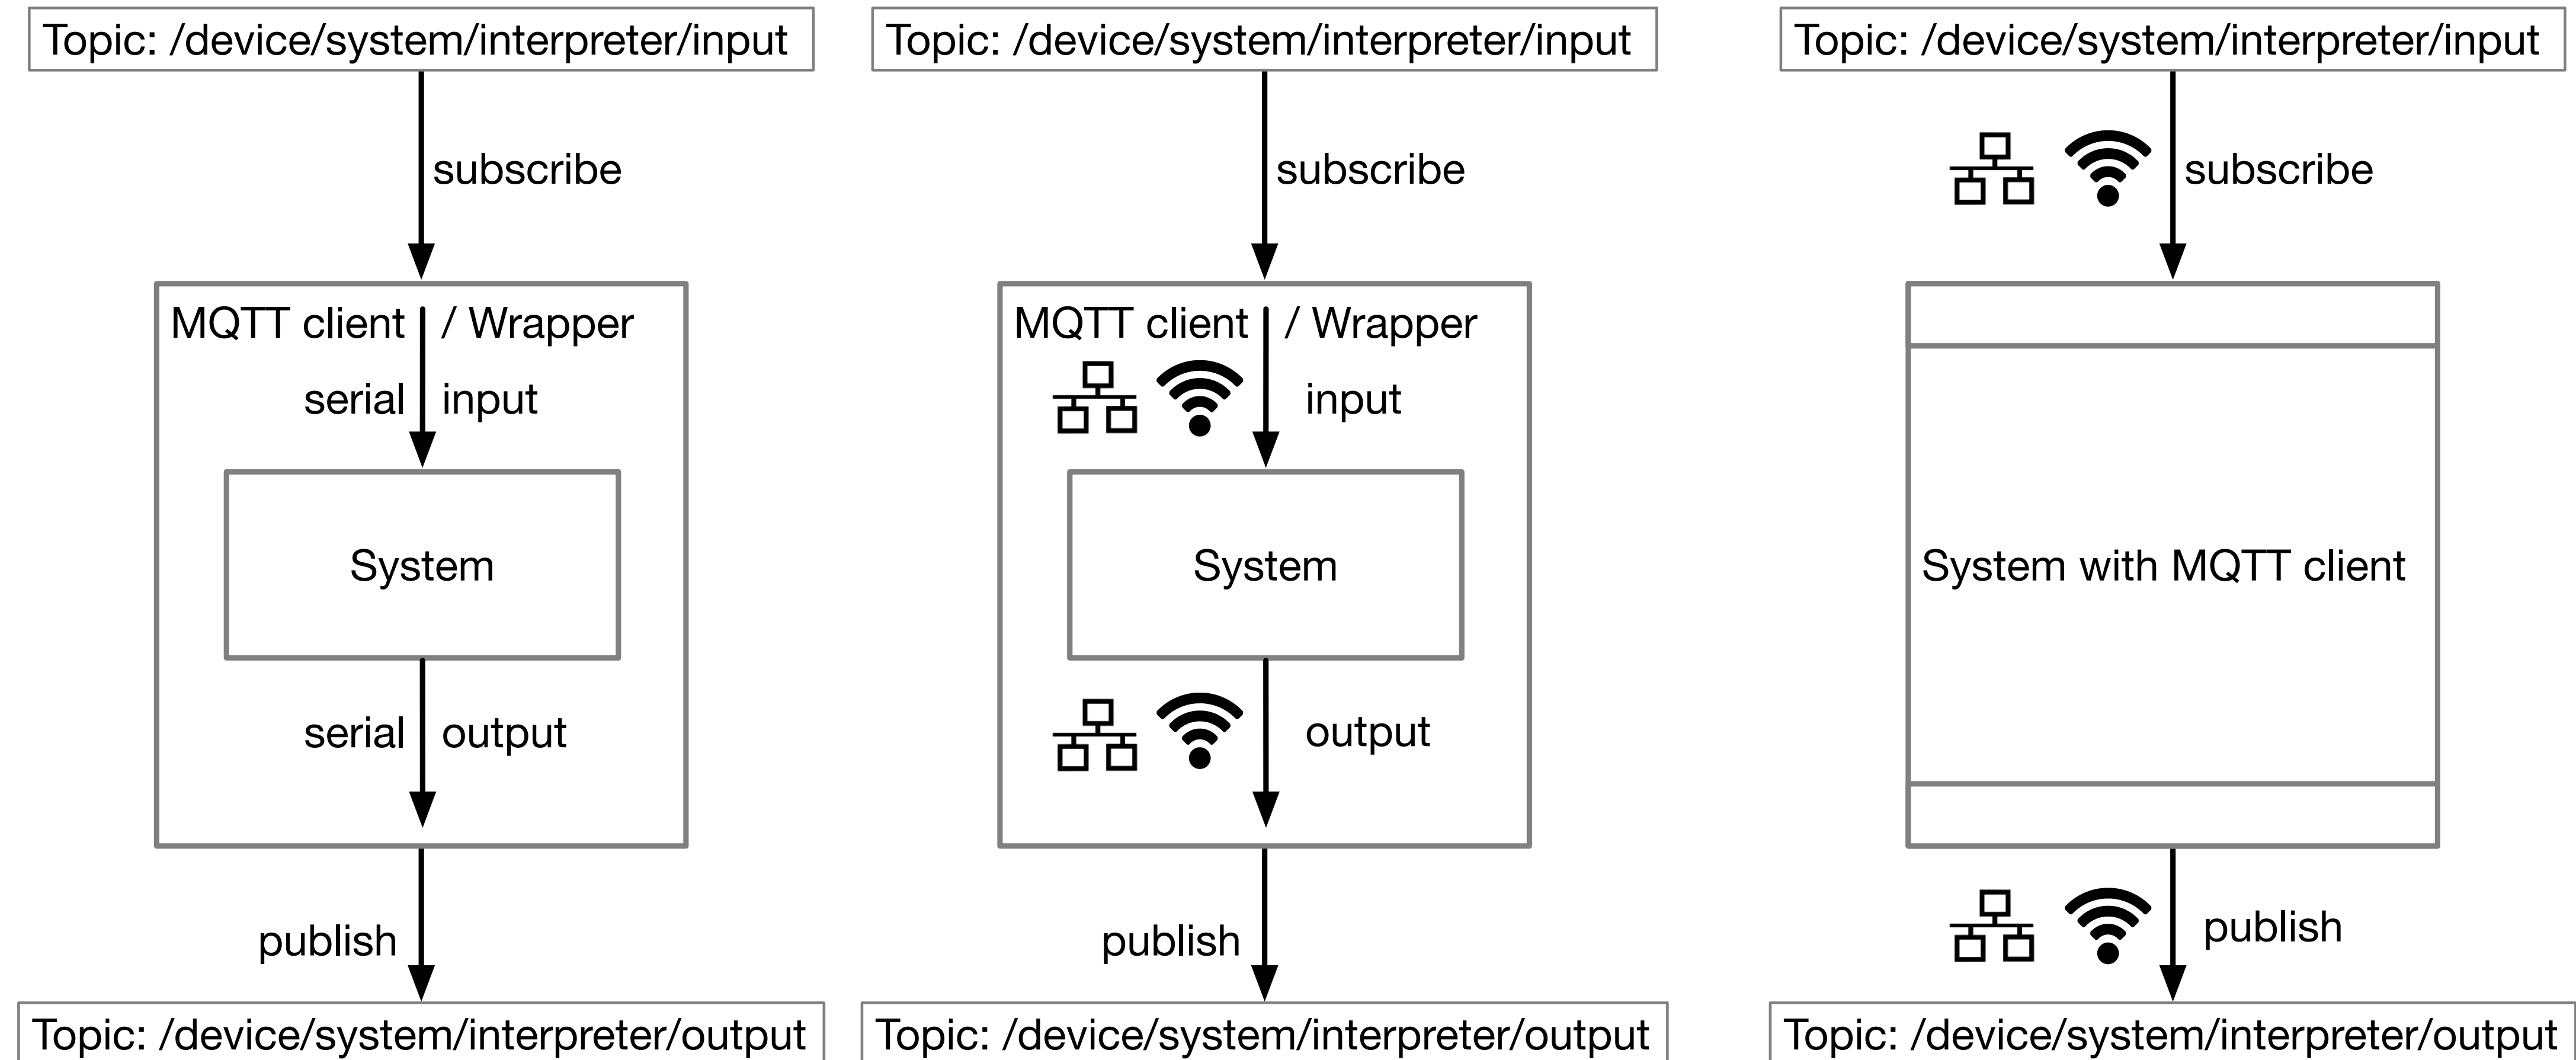 Topic: /device/system/interpreter/input
subscribe
MQTT client / Wrapper
serial input
System
serial output
publish
Topic: /device/system/interpreter/output
Topic: /device/system/interpreter/input
subscribe
MQTT client / Wrapper
input
System
output
publish
Topic: /device/system/interpreter/output
Topic: /device/system/interpreter/input
subscribe
System with MQTT client
publish
Topic: /device/system/interpreter/output